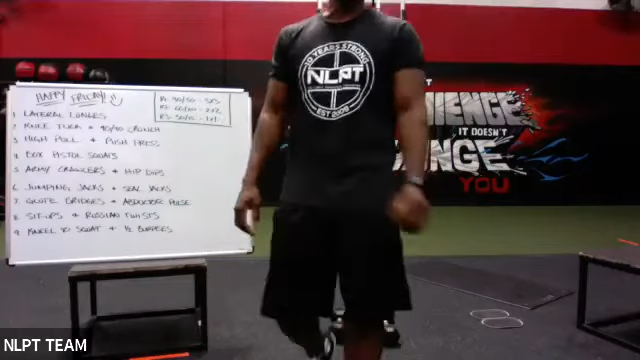 HAPPY FRIDAY!
1 LATERAL LUNGES
2 KNEE TUCK + 90/90 CRUNCH
3 HIGH PULL + PUSH PRESS
4 BOX PISTOL SQUATS
5 ARMY CRAWLERS + HIP DIPS
6 JUMPING JACKS + SEAL JACKS
7 GLUTE BRIDGES + ABDUCTOR PULSE
8 SIT-UPS + RUSSIAN TWISTS
9 KNEEL TO SQUAT + ½ BURPEES
10 YEARS STRONG
NLPT
EST 2008
IT DOESN'T
YOU
NLPT TEAM